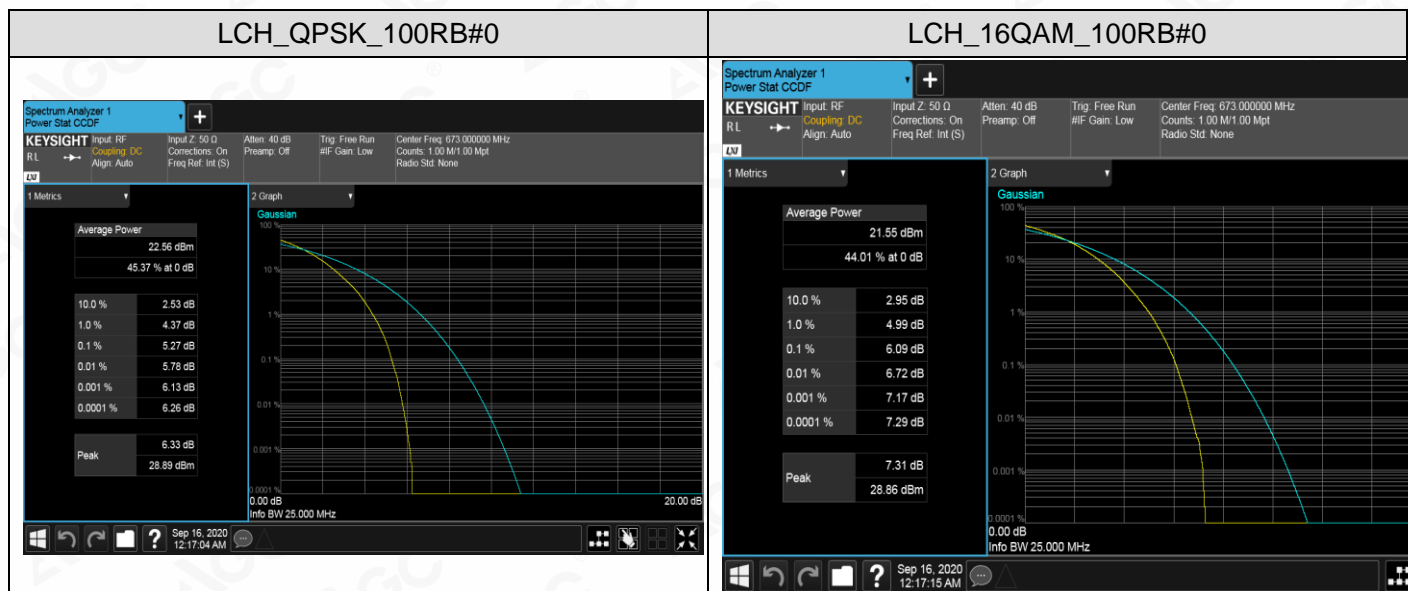 LCH_QPSK_100RB#0
LCH_16QAM_100RB#0
Spectrum Analyzer 1
Power Stat CCDF
+
KEYSIGHT
RL
LXI
Input: RF
Coupling: DC
Align: Auto
Input Z: 50 Ω
Corrections: On
Freq Ref: Int (S)
Atten: 40 dB
Preamp: Off
Trig: Free Run
#IF Gain: Low
Center Freq: 673.000000 MHz
Counts: 1.00 M/1.00 Mpt
Radio Std: None
1 Metrics
Average Power
22.56 dBm
45.37 % at 0 dB
10.0 % 2.53 dB
1.0 % 4.37 dB
0.1 % 5.27 dB
0.01 % 5.78 dB
0.001 % 6.13 dB
0.0001 % 6.26 dB
Peak
6.33 dB
28.89 dBm
2 Graph
Gaussian
100 %
10 %
1 %
0.1 %
0.01 %
0.001 %
0.0001 %
0.00 dB
20.00 dB
Info BW 25.000 MHz
?
Sep 16, 2020
12:17:04 AM
Spectrum Analyzer 1
Power Stat CCDF
+
KEYSIGHT
RL
LXI
Input: RF
Coupling: DC
Align: Auto
Input Z: 50 Ω
Corrections: On
Freq Ref: Int (S)
Atten: 40 dB
Preamp: Off
Trig: Free Run
#IF Gain: Low
Center Freq: 673.000000 MHz
Counts: 1.00 M/1.00 Mpt
Radio Std: None
1 Metrics
Average Power
21.55 dBm
44.01 % at 0 dB
10.0 % 2.95 dB
1.0 % 4.99 dB
0.1 % 6.09 dB
0.01 % 6.72 dB
0.001 % 7.17 dB
0.0001 % 7.29 dB
Peak
7.31 dB
28.86 dBm
2 Graph
Gaussian
100 %
10 %
1 %
0.1 %
0.01 %
0.001 %
0.0001 %
0.00 dB
Info BW 25.000 MHz
?
Sep 16, 2020
12:17:15 AM